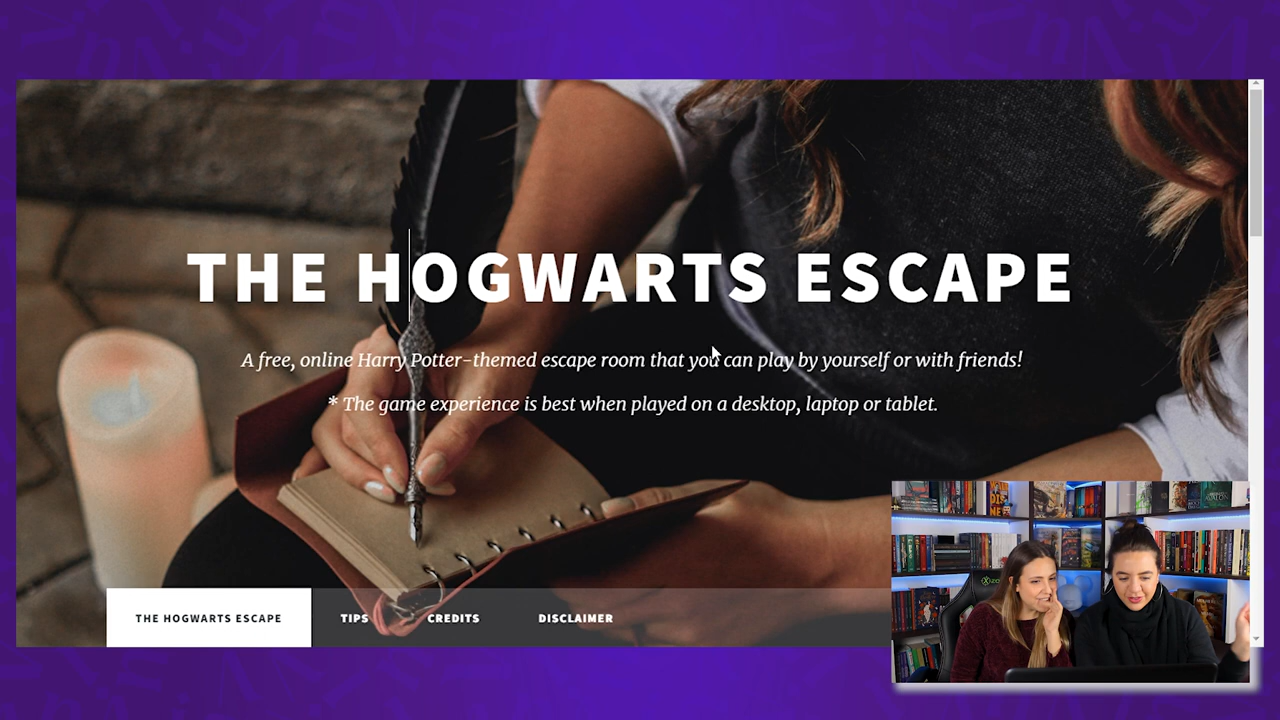 THE HOGWARTS ESCAPE
A free, online Harry Potter-themed escape room that you can play by yourself or with friends!
* The game experience is best when played on a desktop, laptop or tablet.
THE HOGWARTS ESCAPE
TIPS
CREDITS
DISCLAIMER